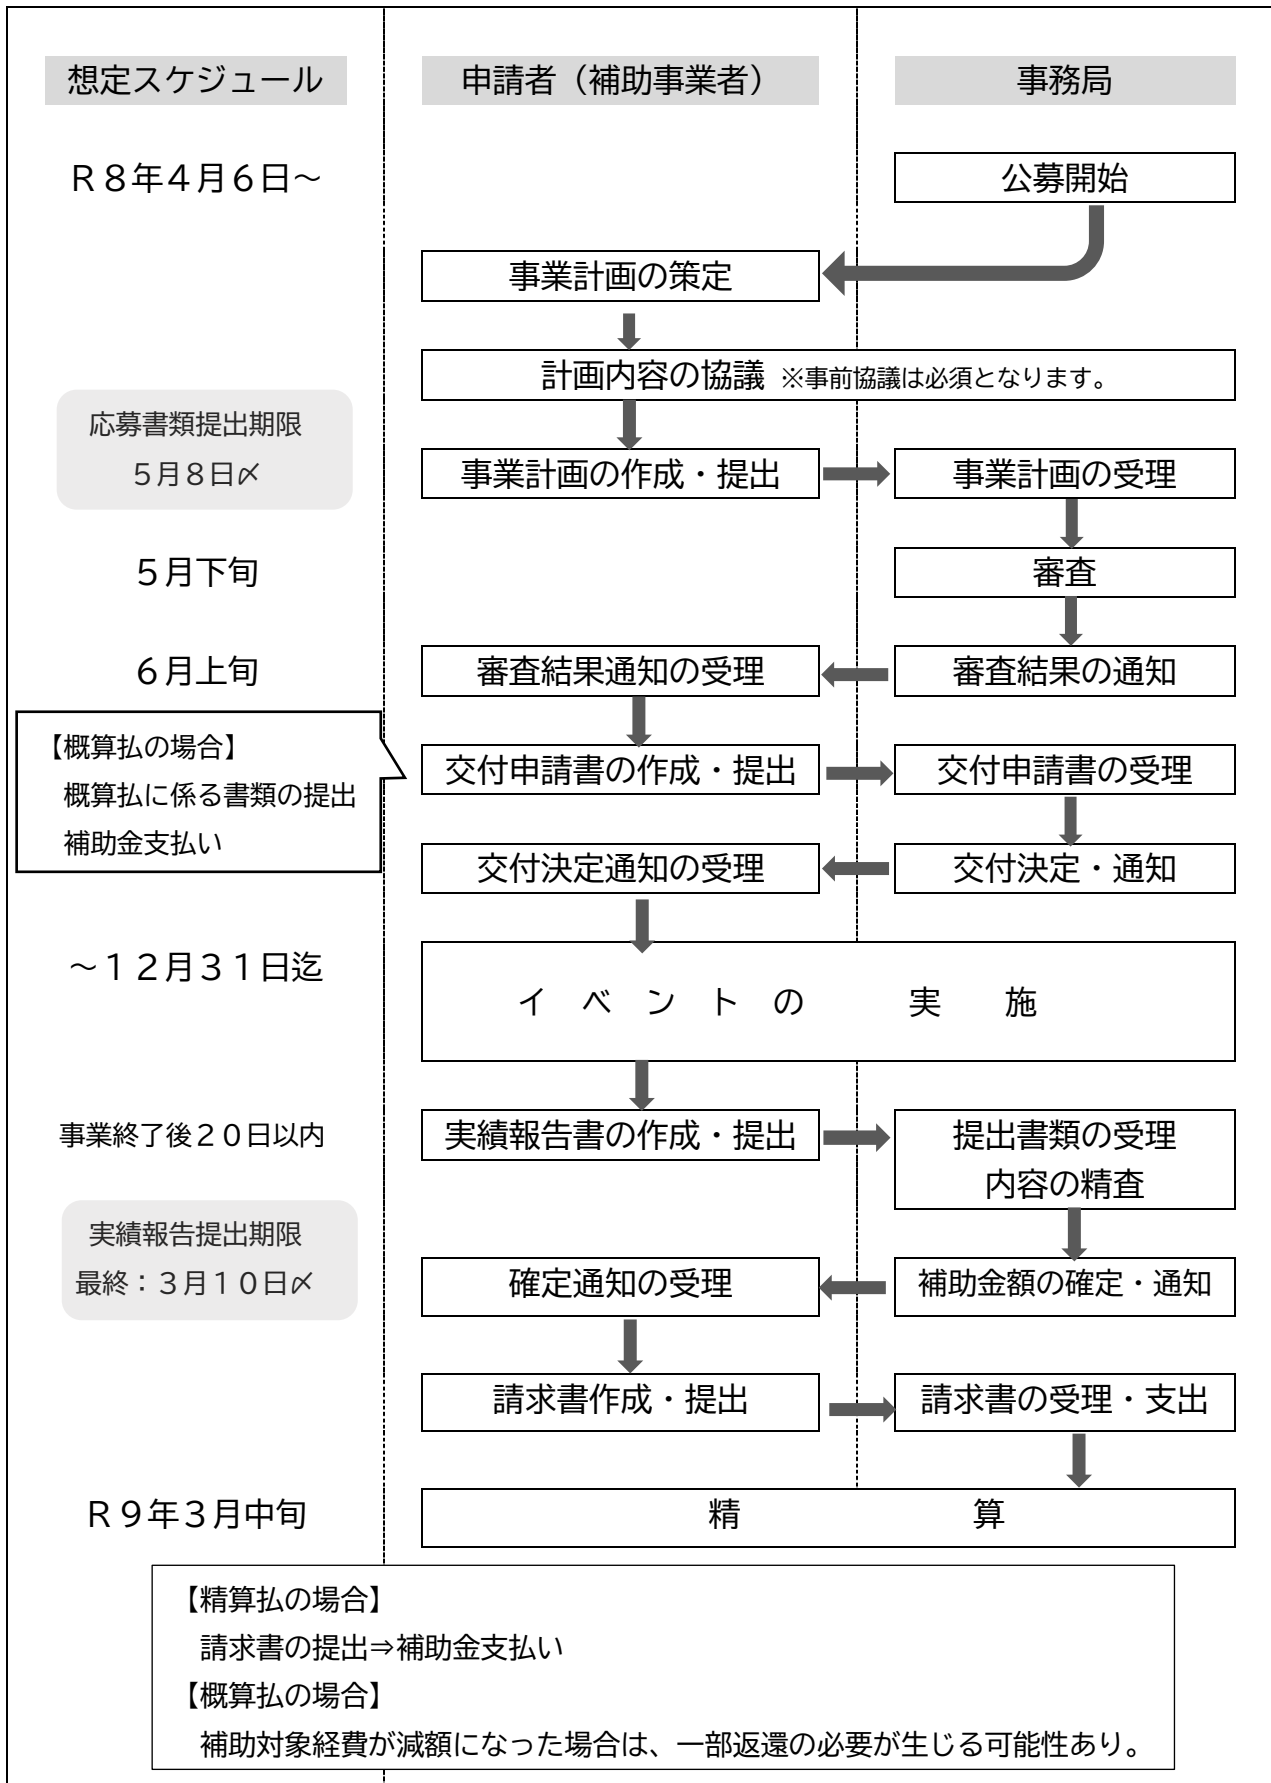 想定スケジュール
申請者（補助事業者）
事務局
Ｒ８年４月６日～
公募開始
事業計画の策定
計画内容の協議 ※事前協議は必須となります。
応募書類提出期限
５月８日〆
事業計画の作成・提出
事業計画の受理
５月下旬
審査
６月上旬
審査結果通知の受理
審査結果の通知
【概算払の場合】
概算払に係る書類の提出
補助金支払い
交付申請書の作成・提出
交付申請書の受理
交付決定通知の受理
交付決定・通知
～１２月３１日迄
イ　ベ　ン　ト　の　　　実　　施
事業終了後２０日以内
実績報告書の作成・提出
提出書類の受理
内容の精査
実績報告提出期限
最終：３月１０日〆
確定通知の受理
補助金額の確定・通知
請求書作成・提出
請求書の受理・支出
Ｒ９年３月中旬
精　　　　　　　算
【精算払の場合】
請求書の提出⇒補助金支払い
【概算払の場合】
補助対象経費が減額になった場合は、一部返還の必要が生じる可能性あり。